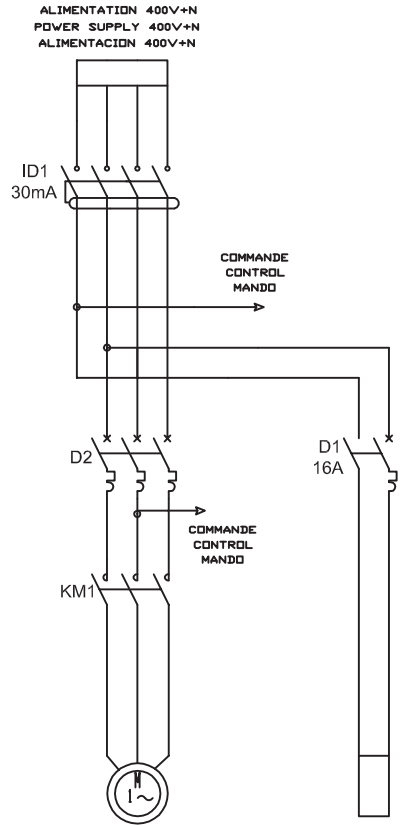 ALIMENTATION 400V+N
POWER SUPPLY 400V+N
ALIMENTACION 400V+N
ID1
30mA
COMMANDE
CONTROL
MANDO
D2
D1
16A
COMMANDE
CONTROL
MANDO
KM1
M
1~